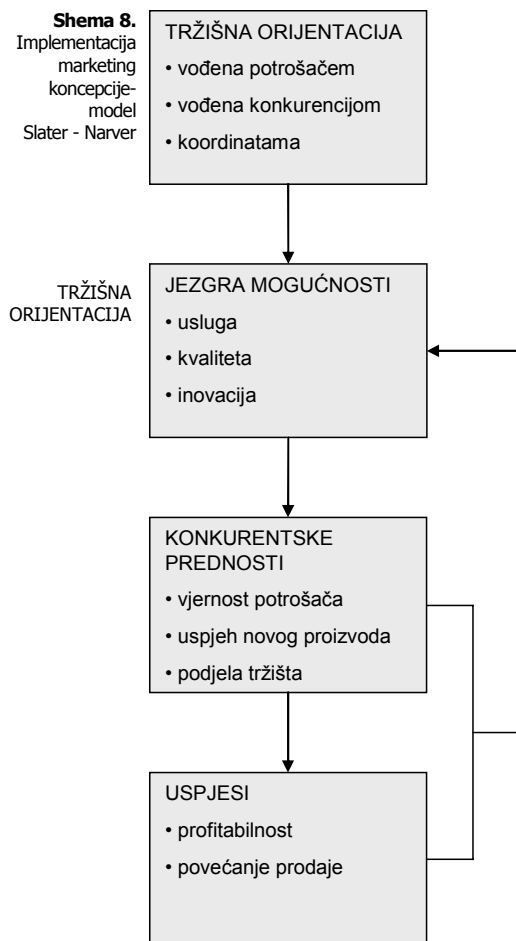 Shema 8.
Implementacija
marketing
koncepcije-
model
Slater - Narver
TRŽIŠNA ORIJENTACIJA
• vođena potrošačem
• vođena konkurencijom
• koordinatama
TRŽIŠNA
ORIJENTACIJA
JEZGRA MOGUĆNOSTI
• usluga
• kvaliteta
• inovacija
KONKURENTSKE
PREDNOSTI
• vjernost potrošača
• uspjeh novog proizvoda
• podjela tržišta
USPJESI
• profitabilnost
• povećanje prodaje